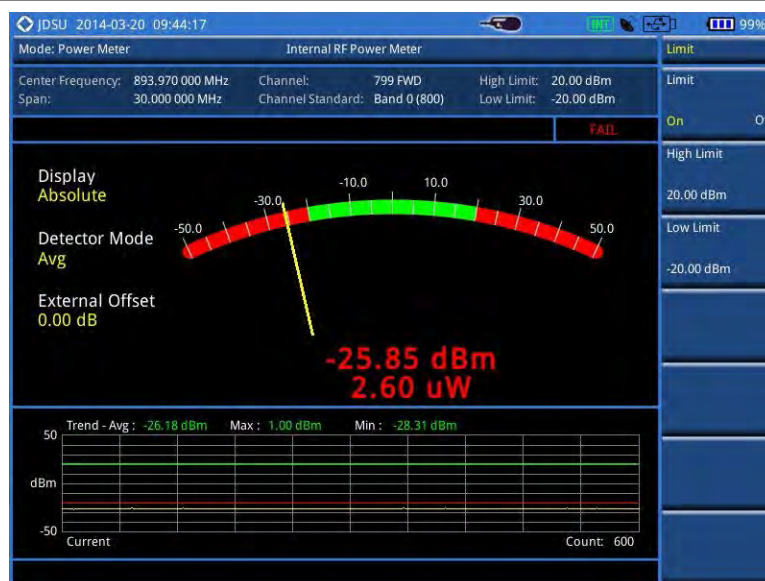 JDSU 2014-03-20 09:44:17 INT 99%
Mode: Power Meter Internal RF Power Meter Limit
Center Frequency: 893.970 000 MHz Channel: 799 FWD High Limit: 20.00 dBm
Span: 30.000 000 MHz Channel Standard: Band 0 (800) Low Limit: -20.00 dBm
FAIL
Limit
On O
High Limit
20.00 dBm
Low Limit
-20.00 dBm
Display
Absolute
Detector Mode
Avg
External Offset
0.00 dB
-50.0 -30.0 -10.0 10.0 30.0 50.0
-25.85 dBm
2.60 uW
Trend - Avg : -26.18 dBm Max : 1.00 dBm Min : -28.31 dBm
50
dBm
-50
Current Count: 600